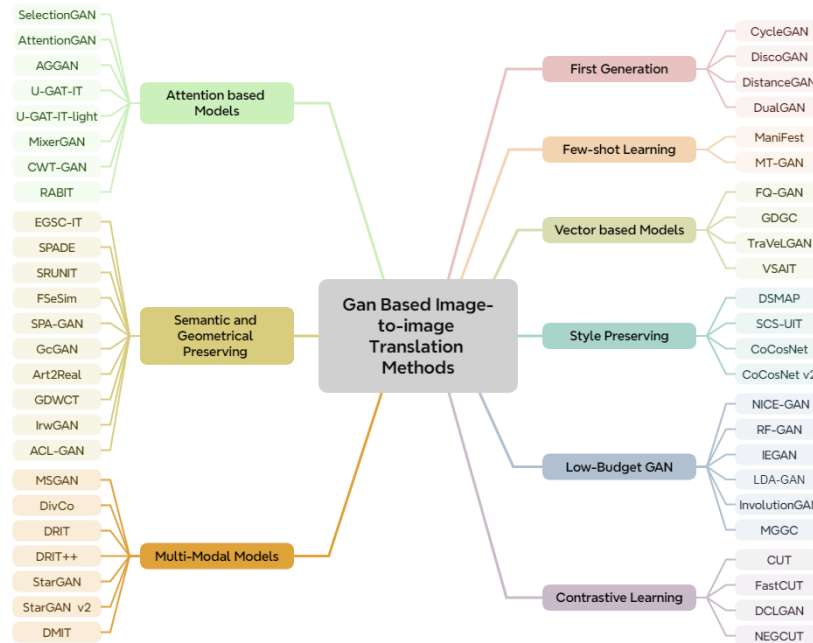 SelectionGAN
AttentionGAN
AGGAN
U-GAT-IT
U-GAT-IT-light
MixerGAN
CWT-GAN
RABIT
Attention based
Models
EGSC-IT
SPADE
SRUNIT
FSeSim
SPA-GAN
GcGAN
Art2Real
GDWCT
IrwGAN
ACL-GAN
Semantic and
Geometrical
Preserving
MSGAN
DivCo
DRIT
DRIT++
StarGAN
StarGAN v2
DMIT
Multi-Modal Models
Gan Based Image-
to-image
Translation
Methods
First Generation
CycleGAN
DiscoGAN
DistanceGAN
DualGAN
Few-shot Learning
ManiFest
MT-GAN
Vector based Models
FQ-GAN
GDGC
TraVeLGAN
VSAIT
Style Preserving
DSMAP
SCS-UIT
CoCosNet
CoCosNet v2
Low-Budget GAN
NICE-GAN
RF-GAN
IEGAN
LDA-GAN
InvolutionGAN
MGGC
Contrastive Learning
CUT
FastCUT
DCLGAN
NEGCUT